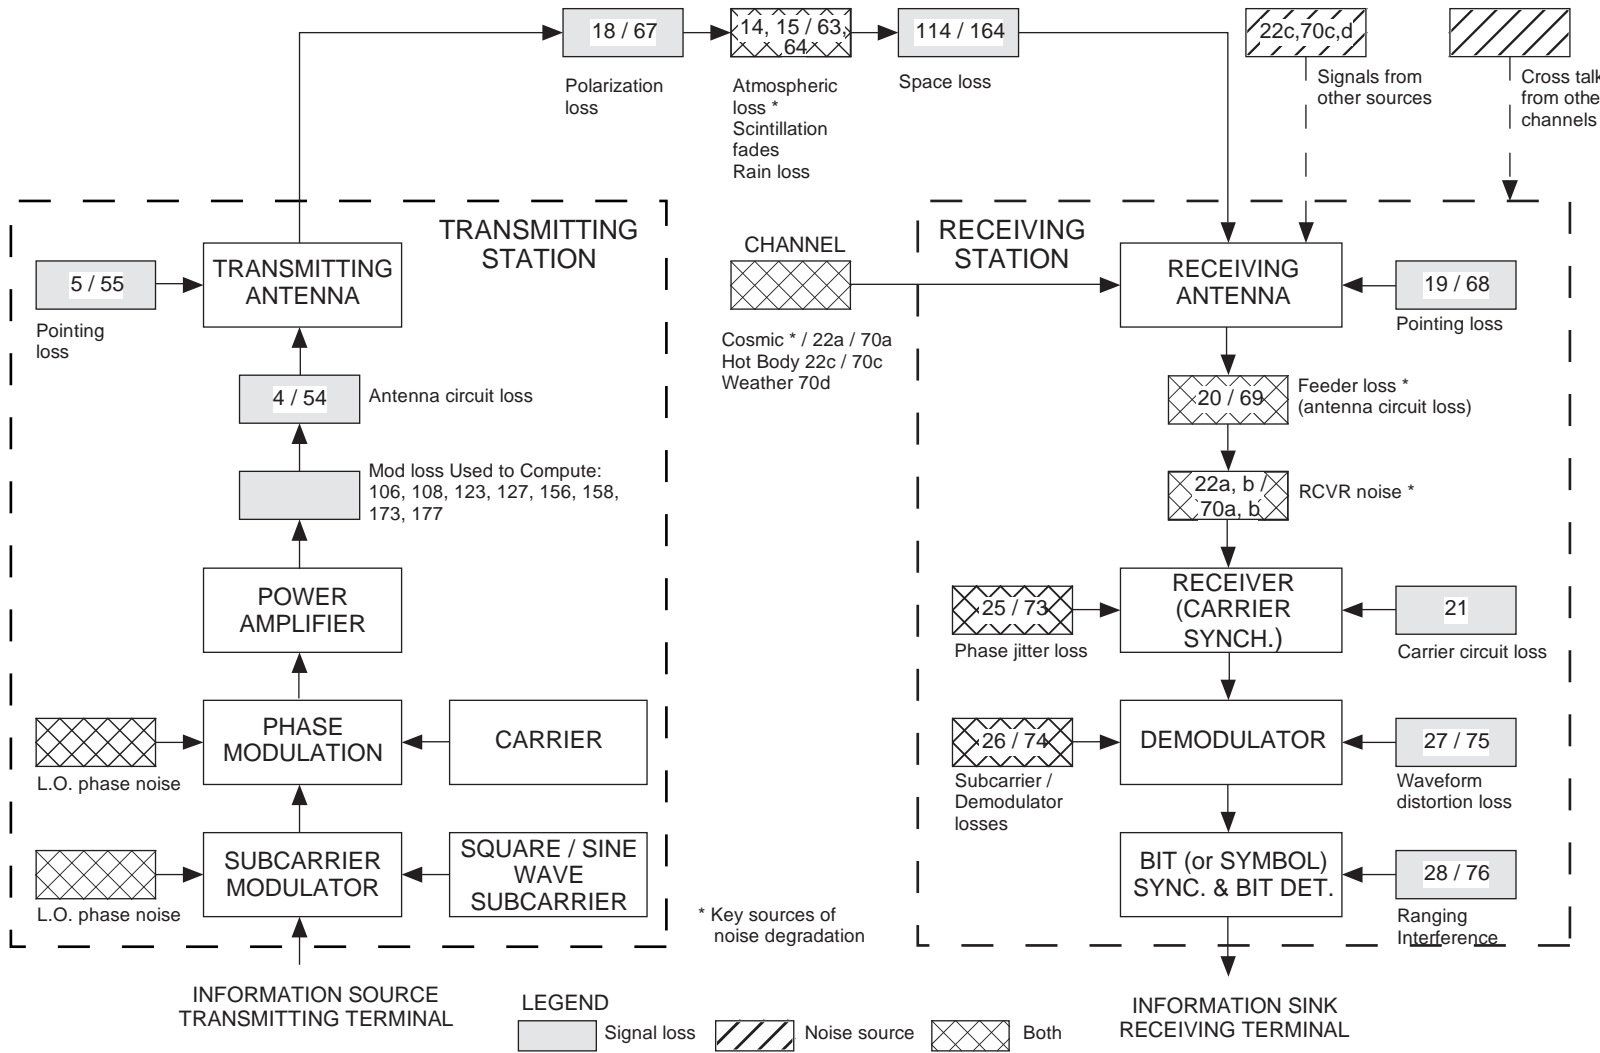 18 / 67
14, 15 / 63,
64
114 / 164
22c,70c,d
Polarization
loss
Atmospheric
loss *
Scintillation
fades
Rain loss
Space loss
Signals from
other sources
Cross talk
from othe
channels
TRANSMITTING
STATION
5 / 55
Pointing
loss
TRANSMITTING
ANTENNA
4 / 54
Antenna circuit loss
Mod loss Used to Compute:
106, 108, 123, 127, 156, 158,
173, 177
POWER
AMPLIFIER
L.O. phase noise
PHASE
MODULATION
CARRIER
L.O. phase noise
SUBCARRIER
MODULATOR
SQUARE / SINE
WAVE
SUBCARRIER
INFORMATION SOURCE
TRANSMITTING TERMINAL
CHANNEL
Cosmic * / 22a / 70a
Hot Body 22c / 70c
Weather 70d
RECEIVING
STATION
RECEIVING
ANTENNA
19 / 68
Pointing loss
20 / 69
Feeder loss *
(antenna circuit loss)
22a, b /
70a, b
RCVR noise *
25 / 73
Phase jitter loss
RECEIVER
(CARRIER
SYNCH.)
21
Carrier circuit loss
26 / 74
Subcarrier /
Demodulator
losses
DEMODULATOR
27 / 75
Waveform
distortion loss
BIT (or SYMBOL)
SYNC. & BIT DET.
28 / 76
Ranging
Interference
* Key sources of
noise degradation
INFORMATION SINK
RECEIVING TERMINAL
LEGEND
Signal loss
Noise source
Both